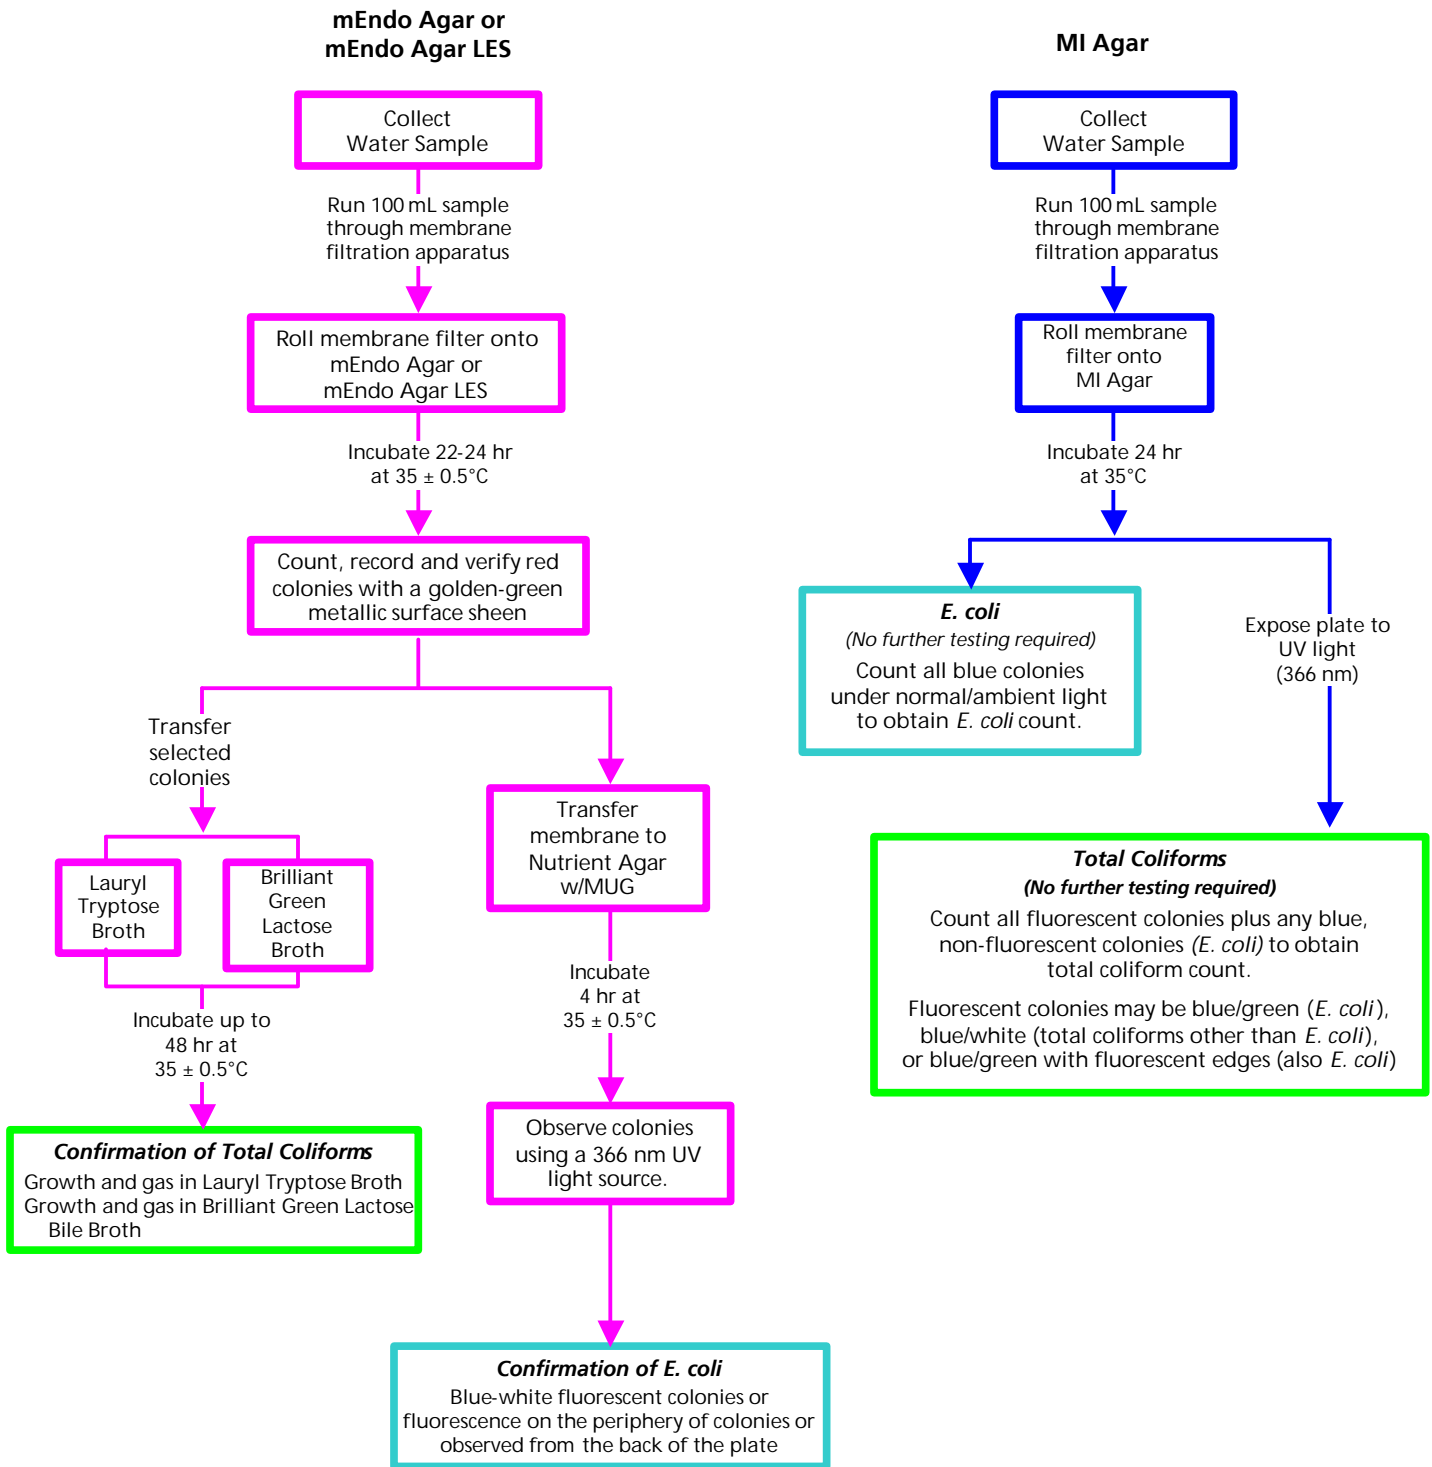 mEndo Agar or
mEndo Agar LES
Collect
Water Sample
Run 100 mL sample
through membrane
filtration apparatus
Roll membrane filter onto
mEndo Agar or
mEndo Agar LES
Incubate 22-24 hr
at 35 ± 0.5°C
Count, record and verify red
colonies with a golden-green
metallic surface sheen
Transfer
selected
colonies
Lauryl
Tryptose
Broth
Brilliant
Green
Lactose
Broth
Incubate up to
48 hr at
35 ± 0.5°C
Confirmation of Total Coliforms
Growth and gas in Lauryl Tryptose Broth
Growth and gas in Brilliant Green Lactose
Bile Broth
Transfer
membrane to
Nutrient Agar
w/MUG
Incubate
4 hr at
35 ± 0.5°C
Observe colonies
using a 366 nm UV
light source.
Confirmation of E. coli
Blue-white fluorescent colonies or
fluorescence on the periphery of colonies or
observed from the back of the plate
MI Agar
Collect
Water Sample
Run 100 mL sample
through membrane
filtration apparatus
Roll membrane
filter onto
MI Agar
Incubate 24 hr
at 35°C
E. coli
(No further testing required)
Count all blue colonies
under normal/ambient light
to obtain E. coli count.
Expose plate to
UV light
(366 nm)
Total Coliforms
(No further testing required)
Count all fluorescent colonies plus any blue,
non-fluorescent colonies (E. coli) to obtain
total coliform count.
Fluorescent colonies may be blue/green (E. coli),
blue/white (total coliforms other than E. coli),
or blue/green with fluorescent edges (also E. coli)